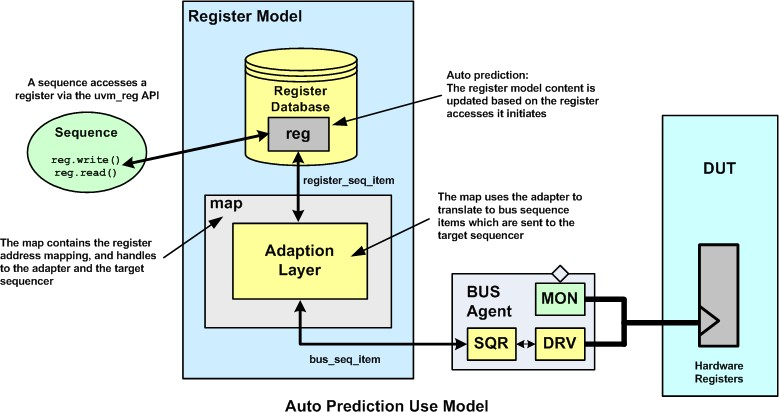 Register Model
A sequence accesses a
register via the uvm_reg API
Sequence
reg.write()
reg.read()
Register
Database
reg
Auto prediction:
The register model content is
updated based on the register
accesses it initiates
register_seq_item
map
Adaption
Layer
The map uses the adapter to
translate to bus sequence
items which are sent to the
target sequencer
The map contains the register
address mapping, and handles
to the adapter and the target
sequencer
bus_seq_item
BUS
Agent
MON
SQR
DRV
DUT
Hardware
Registers
Auto Prediction Use Model